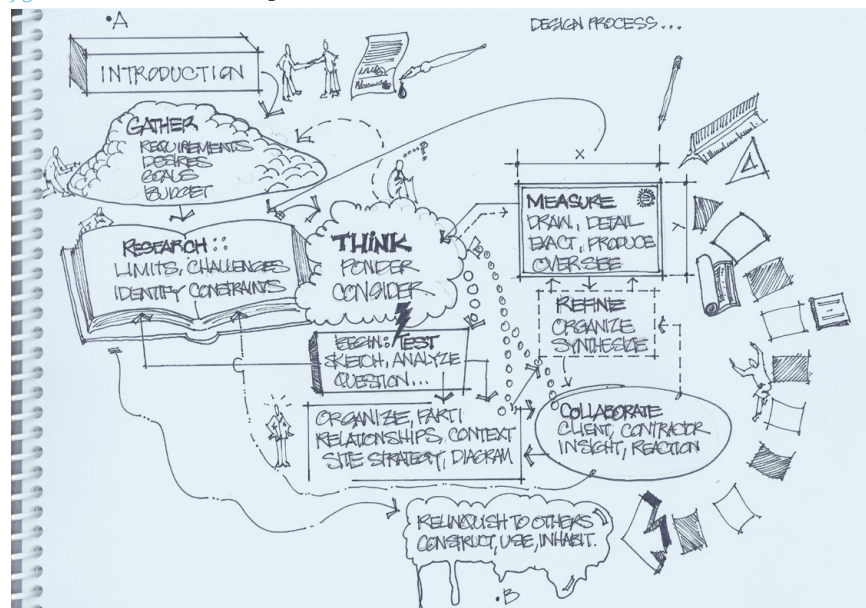 •A
DESIGN PROCESS...
INTRODUCTION
GATHER
REQUIREMENTS
DESIRES
GOALS
BUDGET
RESEARCH::
LIMITS, CHALLENGES
IDENTIFY CONSTRAINTS
THINK
PONDER
CONSIDER
...?
X
Y
MEASURE
DRAW, DETAIL
EXACT, PRODUCE
OVERSEE
REFINE
ORGANIZE
SYNTHESIZE
BEGIN:: TEST
SKETCH, ANALYZE
QUESTION...
ORGANIZE, PARTI
RELATIONSHIPS, CONTEXT
SITE STRATEGY, DIAGRAM
COLLABORATE
CLIENT, CONTRACTOR
INSIGHT, REACTION
RELINQUISH TO OTHERS
CONSTRUCT, USE, INHABIT.
•B